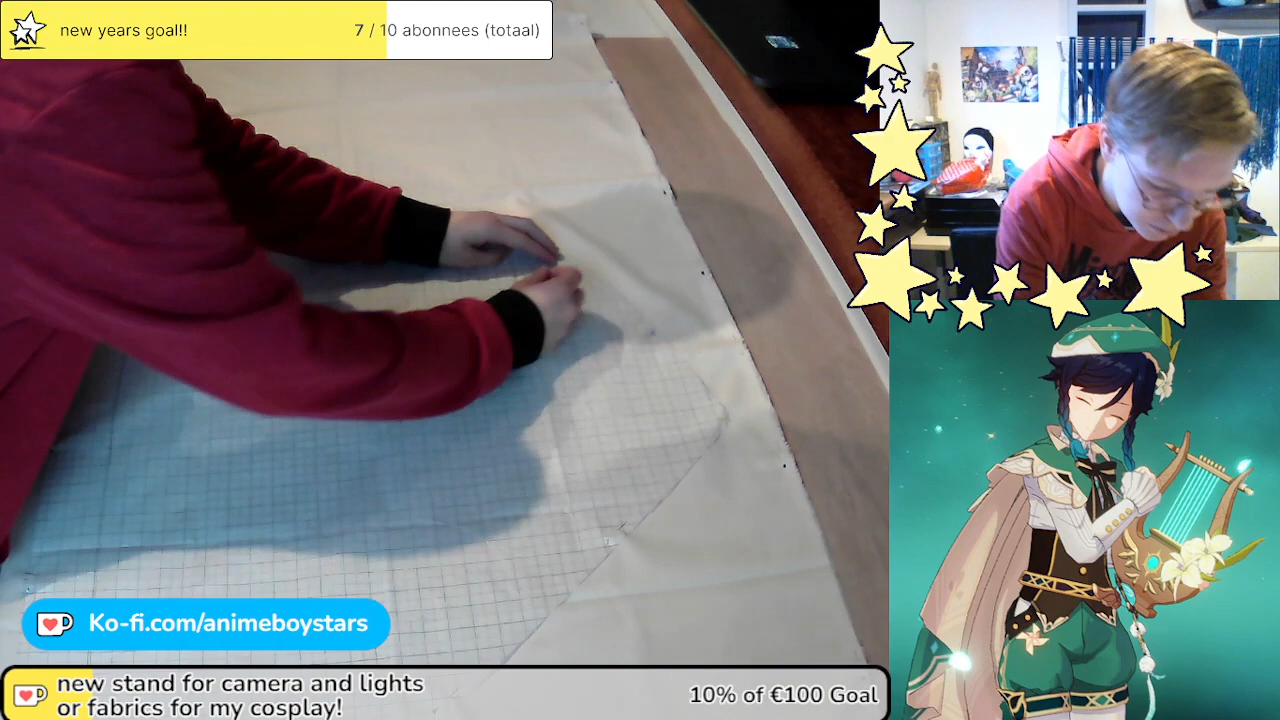 new years goal!!
7 / 10 abonnees (totaal)
Ko-fi.com/animeboystars
new stand for camera and lights
or fabrics for my cosplay!
10% of €100 Goal